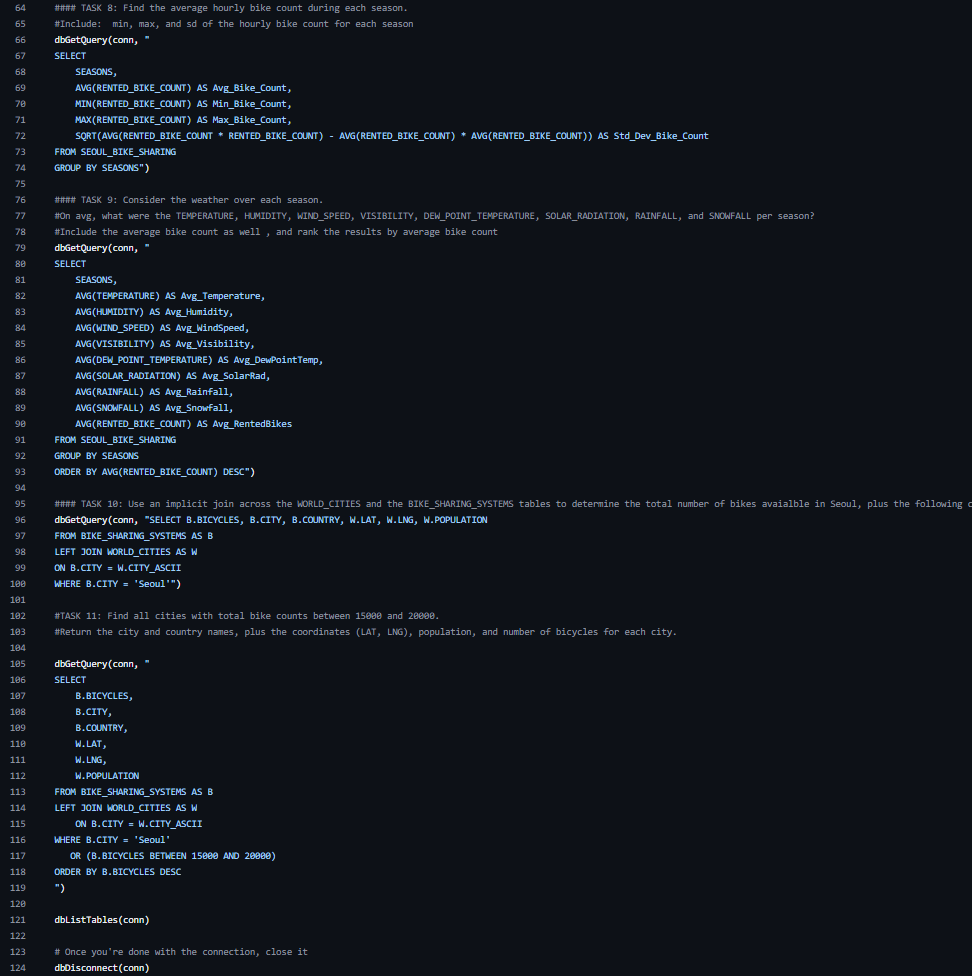 64 #### TASK 8: Find the average hourly bike count during each season.
65 #Include:  min, max, and sd of the hourly bike count for each season
66 dbGetQuery(conn, "
67 SELECT
68     SEASONS,
69     AVG(RENTED_BIKE_COUNT) AS Avg_Bike_Count,
70     MIN(RENTED_BIKE_COUNT) AS Min_Bike_Count,
71     MAX(RENTED_BIKE_COUNT) AS Max_Bike_Count,
72     SQRT(AVG(RENTED_BIKE_COUNT * RENTED_BIKE_COUNT) - AVG(RENTED_BIKE_COUNT) * AVG(RENTED_BIKE_COUNT)) AS Std_Dev_Bike_Count
73 FROM SEOUL_BIKE_SHARING
74 GROUP BY SEASONS")
75
76 #### TASK 9: Consider the weather over each season.
77 #On avg, what were the TEMPERATURE, HUMIDITY, WIND_SPEED, VISIBILITY, DEW_POINT_TEMPERATURE, SOLAR_RADIATION, RAINFALL, and SNOWFALL per season?
78 #Include the average bike count as well , and rank the results by average bike count
79 dbGetQuery(conn, "
80 SELECT
81     SEASONS,
82     AVG(TEMPERATURE) AS Avg_Temperature,
83     AVG(HUMIDITY) AS Avg_Humidity,
84     AVG(WIND_SPEED) AS Avg_WindSpeed,
85     AVG(VISIBILITY) AS Avg_Visibility,
86     AVG(DEW_POINT_TEMPERATURE) AS Avg_DewPointTemp,
87     AVG(SOLAR_RADIATION) AS Avg_SolarRad,
88     AVG(RAINFALL) AS Avg_Rainfall,
89     AVG(SNOWFALL) AS Avg_Snowfall,
90     AVG(RENTED_BIKE_COUNT) AS Avg_RentedBikes
91 FROM SEOUL_BIKE_SHARING
92 GROUP BY SEASONS
93 ORDER BY AVG(RENTED_BIKE_COUNT) DESC")
94
95 #### TASK 10: Use an implicit join across the WORLD_CITIES and the BIKE_SHARING_SYSTEMS tables to determine the total number of bikes avaialble in Seoul, plus the following
96 dbGetQuery(conn, "SELECT B.BICYCLES, B.CITY, B.COUNTRY, W.LAT, W.LNG, W.POPULATION
97 FROM BIKE_SHARING_SYSTEMS AS B
98 LEFT JOIN WORLD_CITIES AS W
99 ON B.CITY = W.CITY_ASCII
100 WHERE B.CITY = 'Seoul'")
101
102 #TASK 11: Find all cities with total bike counts between 15000 and 20000.
103 #Return the city and country names, plus the coordinates (LAT, LNG), population, and number of bicycles for each city.
104
105 dbGetQuery(conn, "
106 SELECT
107     B.BICYCLES,
108     B.CITY,
109     B.COUNTRY,
110     W.LAT,
111     W.LNG,
112     W.POPULATION
113 FROM BIKE_SHARING_SYSTEMS AS B
114 LEFT JOIN WORLD_CITIES AS W
115     ON B.CITY = W.CITY_ASCII
116 WHERE B.CITY = 'Seoul'
117    OR (B.BICYCLES BETWEEN 15000 AND 20000)
118 ORDER BY B.BICYCLES DESC
119 ")
120
121 dbListTables(conn)
122
123 # Once you're done with the connection, close it
124 dbDisconnect(conn)